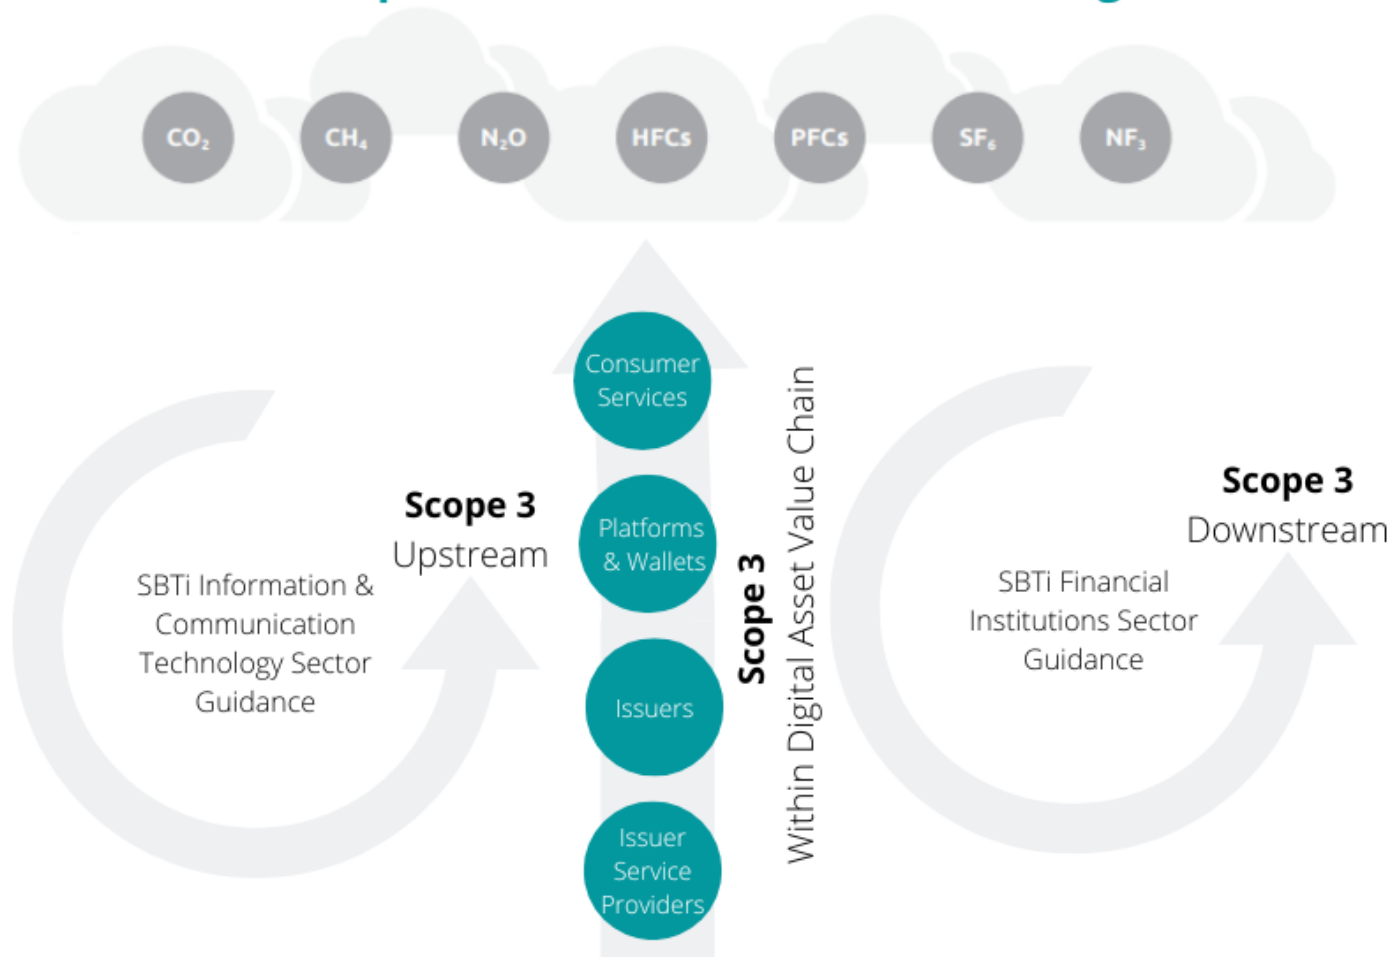 CO₂
CH₄
N₂O
HFCs
PFCs
SF₆
NF₃
Consumer
Services
Platforms
& Wallets
Issuers
Issuer
Service
Providers
Scope 3
Within Digital Asset Value Chain
Scope 3
Upstream
SBTi Information &
Communication
Technology Sector
Guidance
Scope 3
Downstream
SBTi Financial
Institutions Sector
Guidance